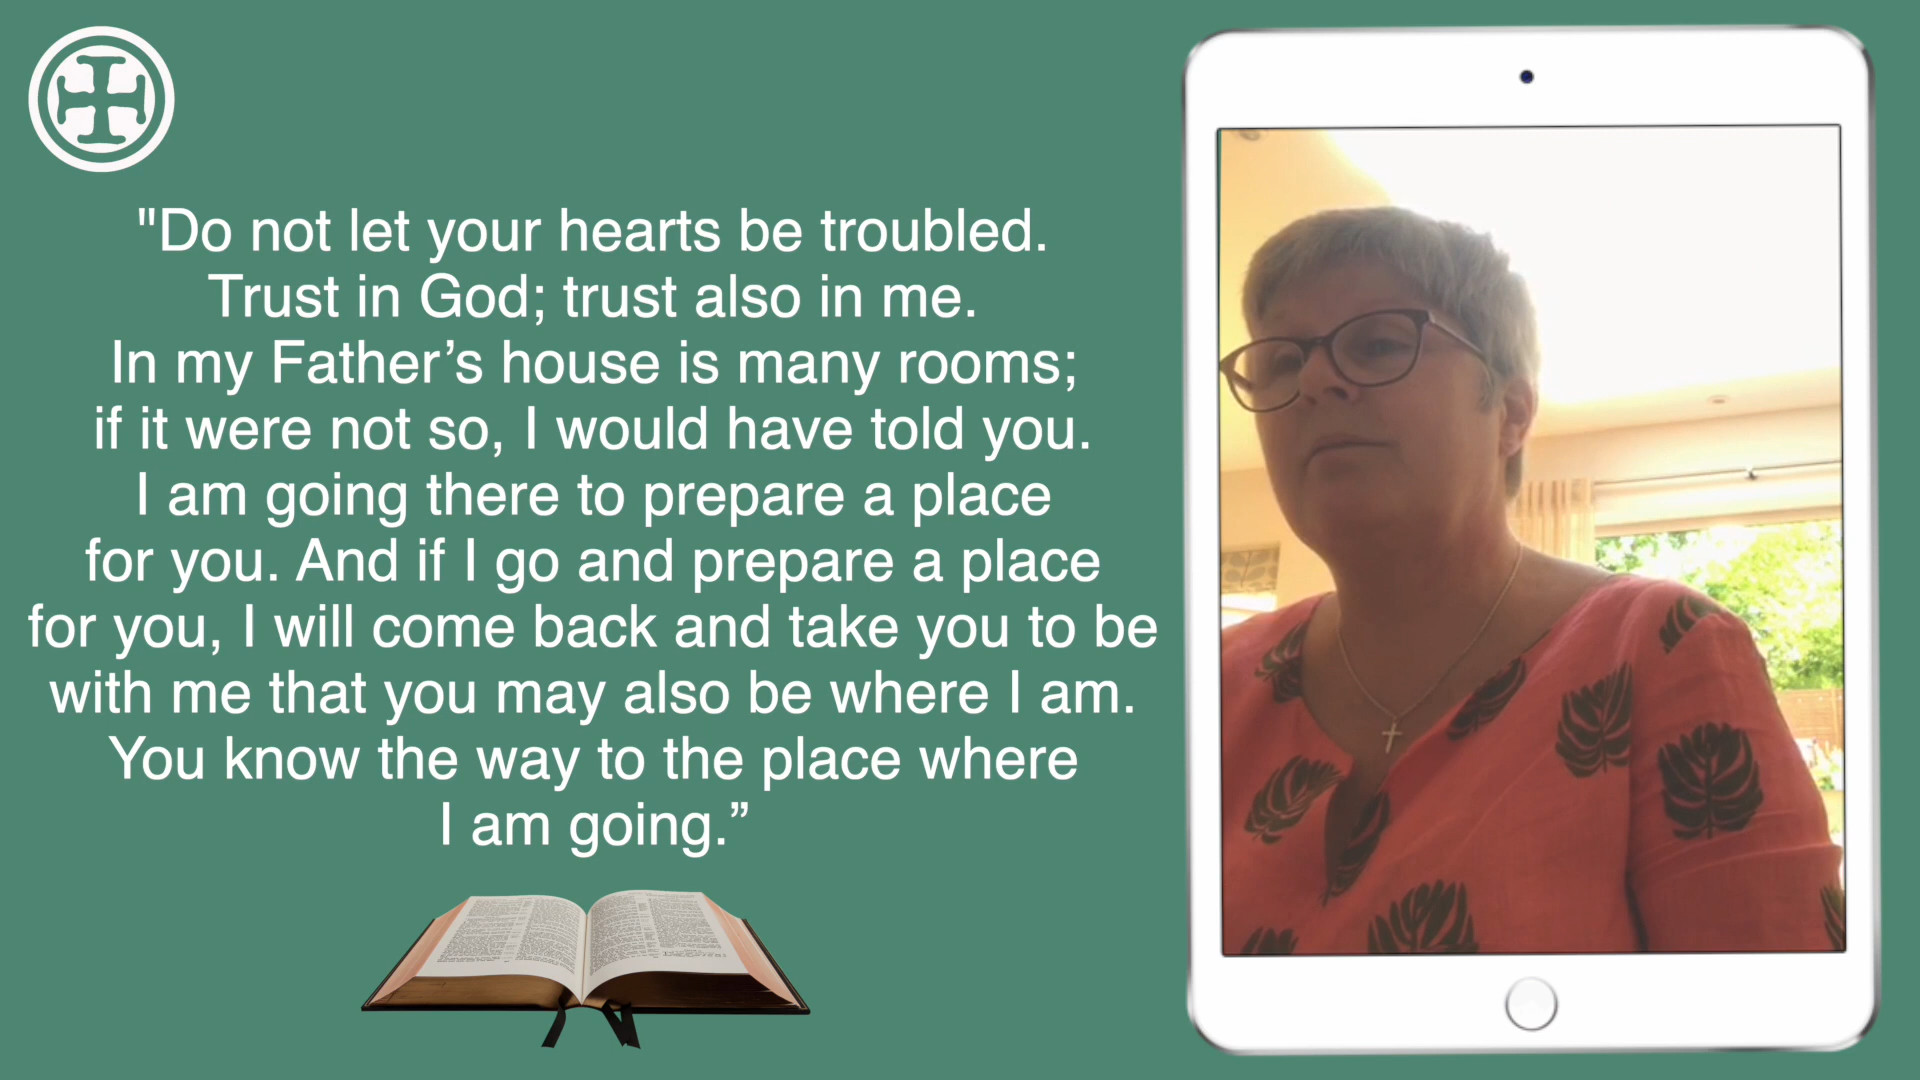 "Do not let your hearts be troubled.
Trust in God; trust also in me.
In my Father’s house is many rooms;
if it were not so, I would have told you.
I am going there to prepare a place
for you. And if I go and prepare a place
for you, I will come back and take you to be
with me that you may also be where I am.
You know the way to the place where
I am going.”